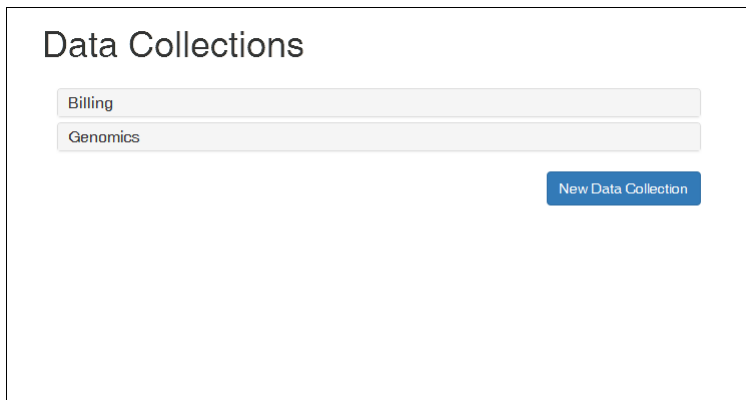 Data Collections
Billing
Genomics
New Data Collection